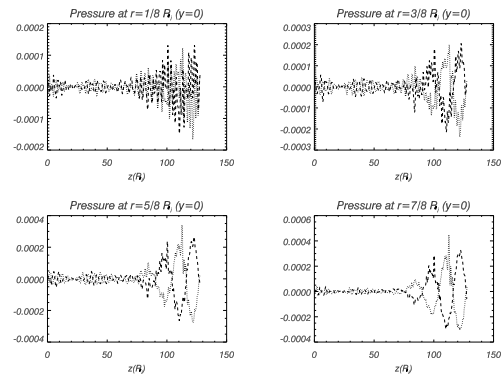 Pressure at r=1/8 Rj (y=0)
0.0002
0.0001
0.0000
-0.0001
-0.0002
0 50 100 150
z(Rj)
Pressure at r=3/8 Rj (y=0)
0.0003
0.0002
0.0001
0.0000
-0.0001
-0.0002
-0.0003
0 50 100 150
z(Rj)
Pressure at r=5/8 Rj (y=0)
0.0004
0.0002
0.0000
-0.0002
-0.0004
0 50 100 150
z(Rj)
Pressure at r=7/8 Rj (y=0)
0.0006
0.0004
0.0002
0.0000
-0.0002
-0.0004
0 50 100 150
z(Rj)